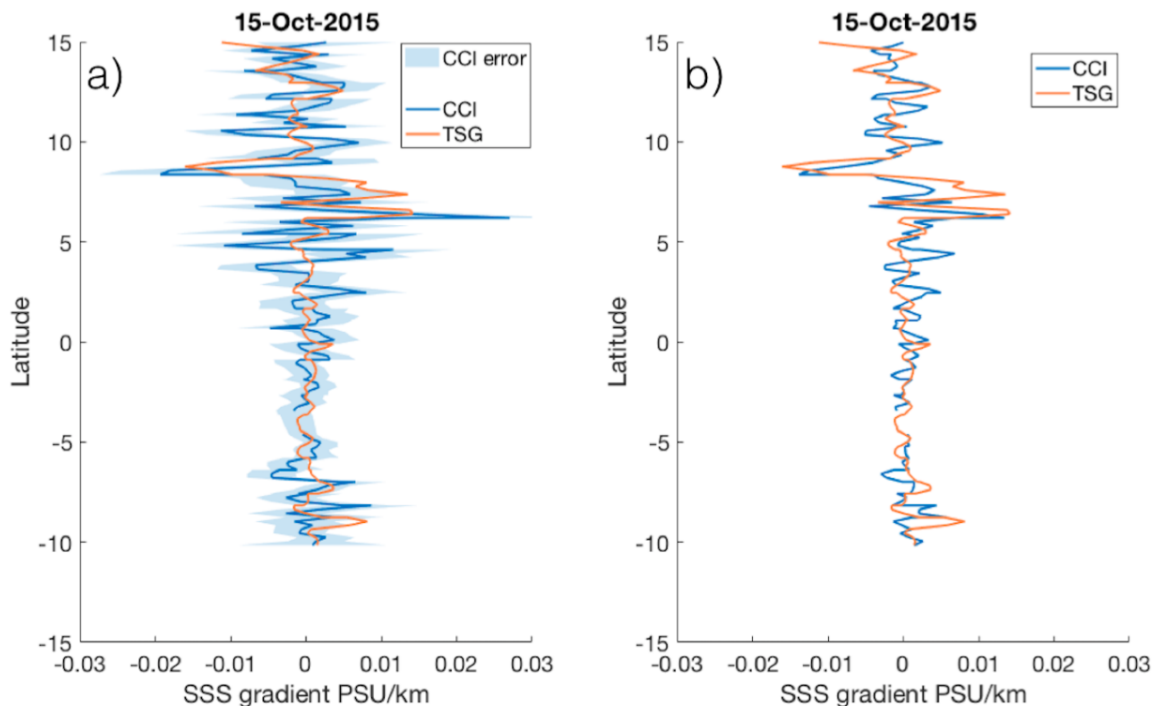 15-Oct-2015
a)
CCI error
CCI
TSG
15
10
5
0
-5
-10
-15
Latitude
-0.03 -0.02 -0.01 0 0.01 0.02 0.03
SSS gradient PSU/km
15-Oct-2015
b)
CCI
TSG
15
10
5
0
-5
-10
-15
Latitude
-0.03 -0.02 -0.01 0 0.01 0.02 0.03
SSS gradient PSU/km